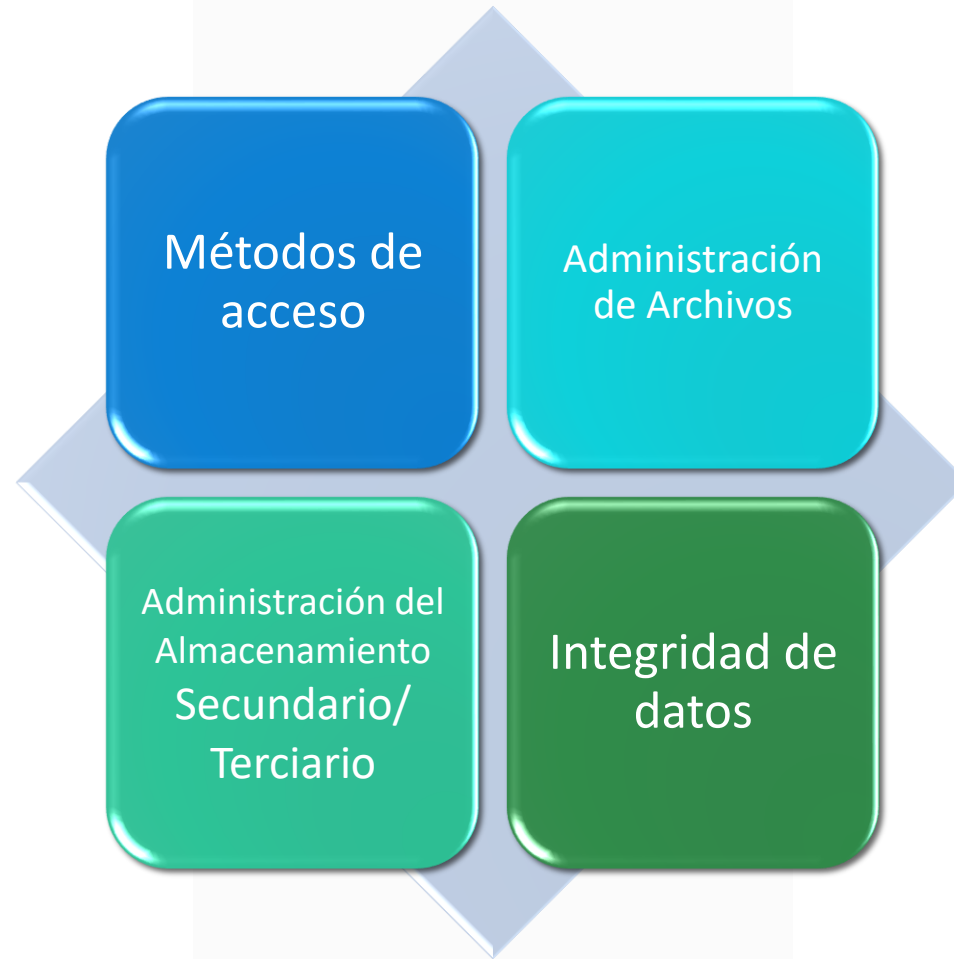 Métodos de
acceso
Administración
de Archivos
Administración del
Almacenamiento
Secundario/
Terciario
Integridad de
datos